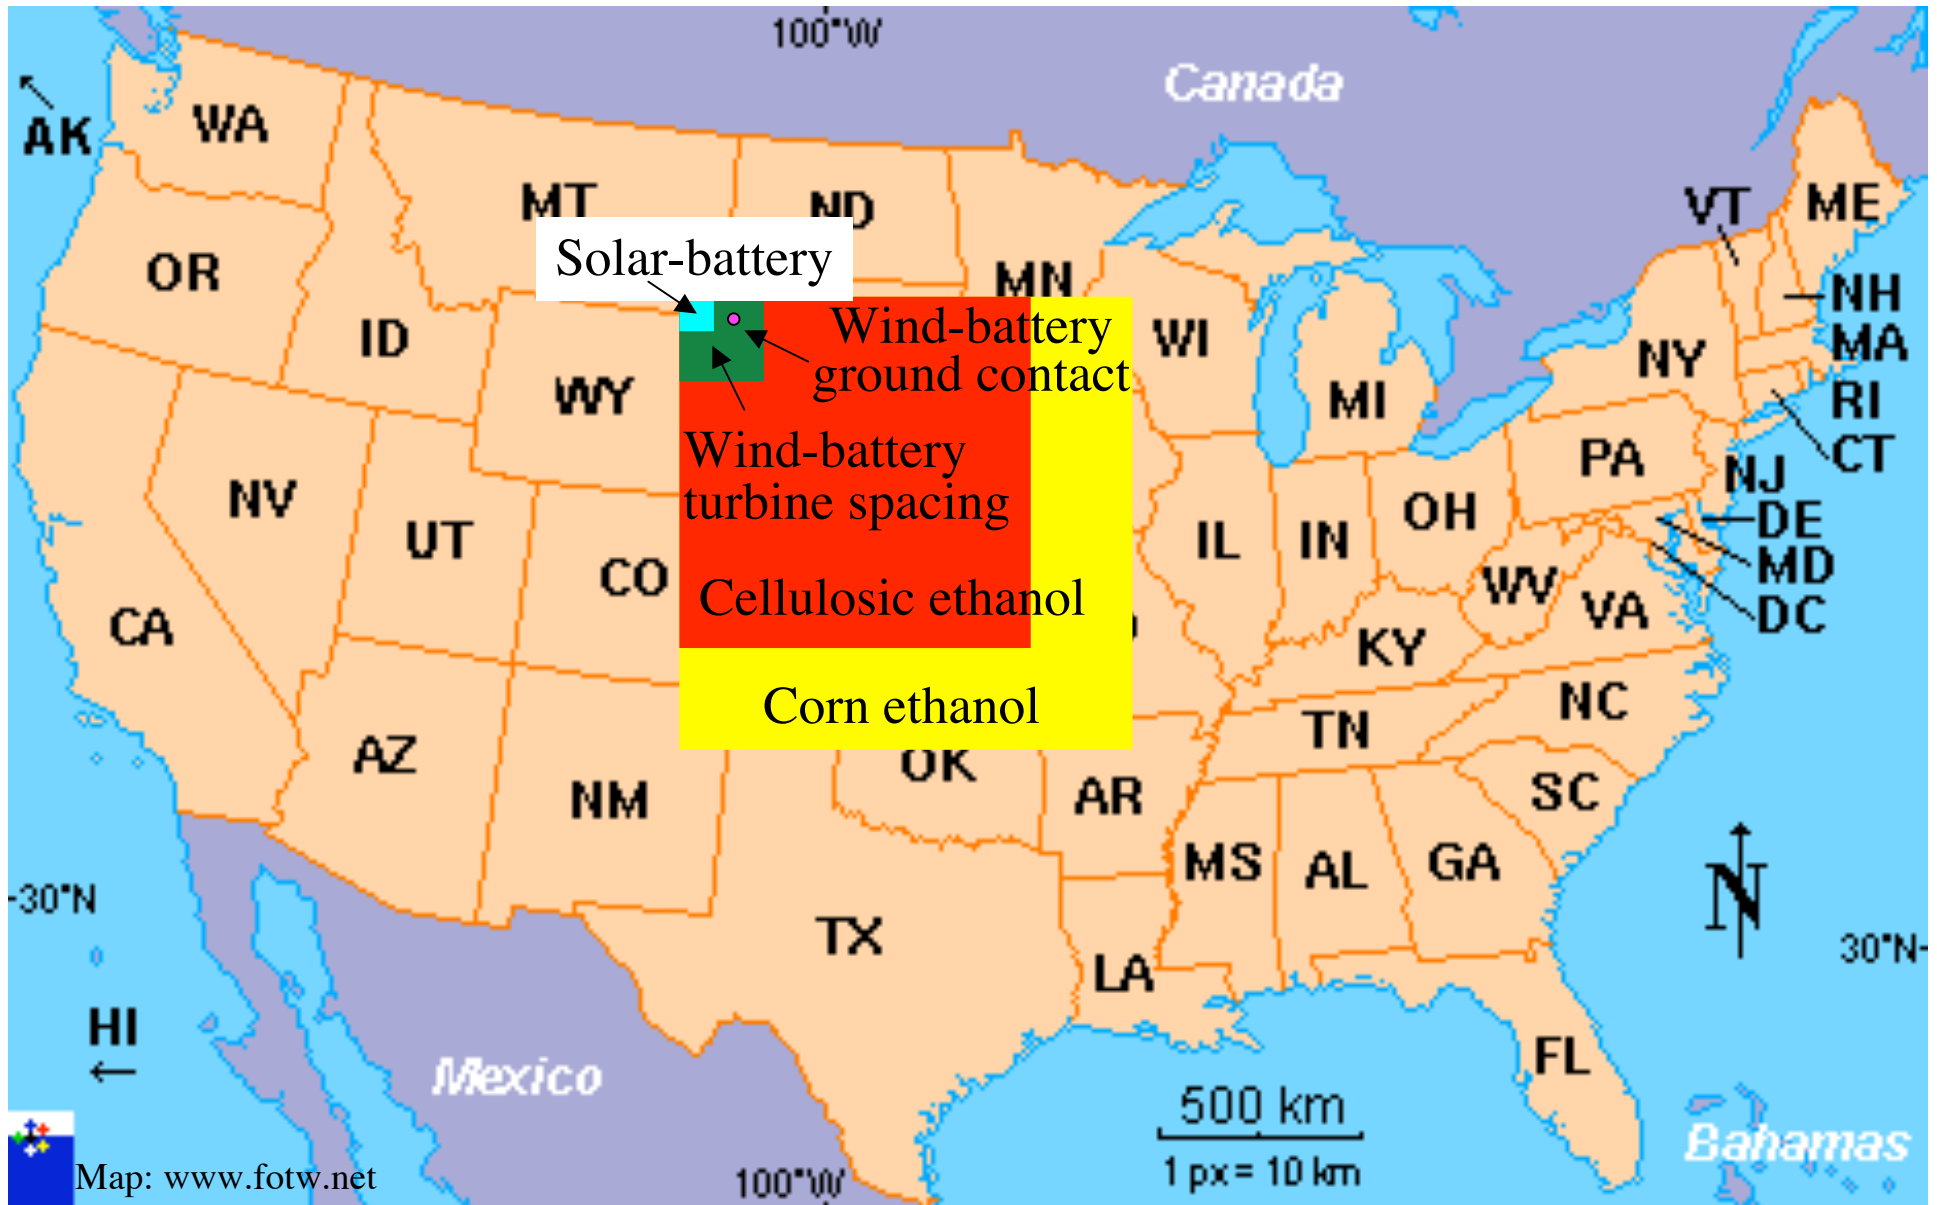 100°W
Canada
AK
WA
MT
ND
VT
ME
OR
Solar-battery
MN
NH
ID
Wind-battery
WI
MA
NY
ground contact
WY
MI
RI
CT
Wind-battery
PA
NJ
NV
turbine spacing
OH
DE
UT
IL
IN
MD
CO
WV
Cellulosic ethanol
VA
DC
CA
KY
Corn ethanol
NC
TN
AZ
OK
NM
AR
SC
MS
AL
GA
30°N
TX
30°N
LA
HI
FL
Mexico
500 km
Bahamas
1 px = 10 km
Map: www.fotw.net
100°W
N